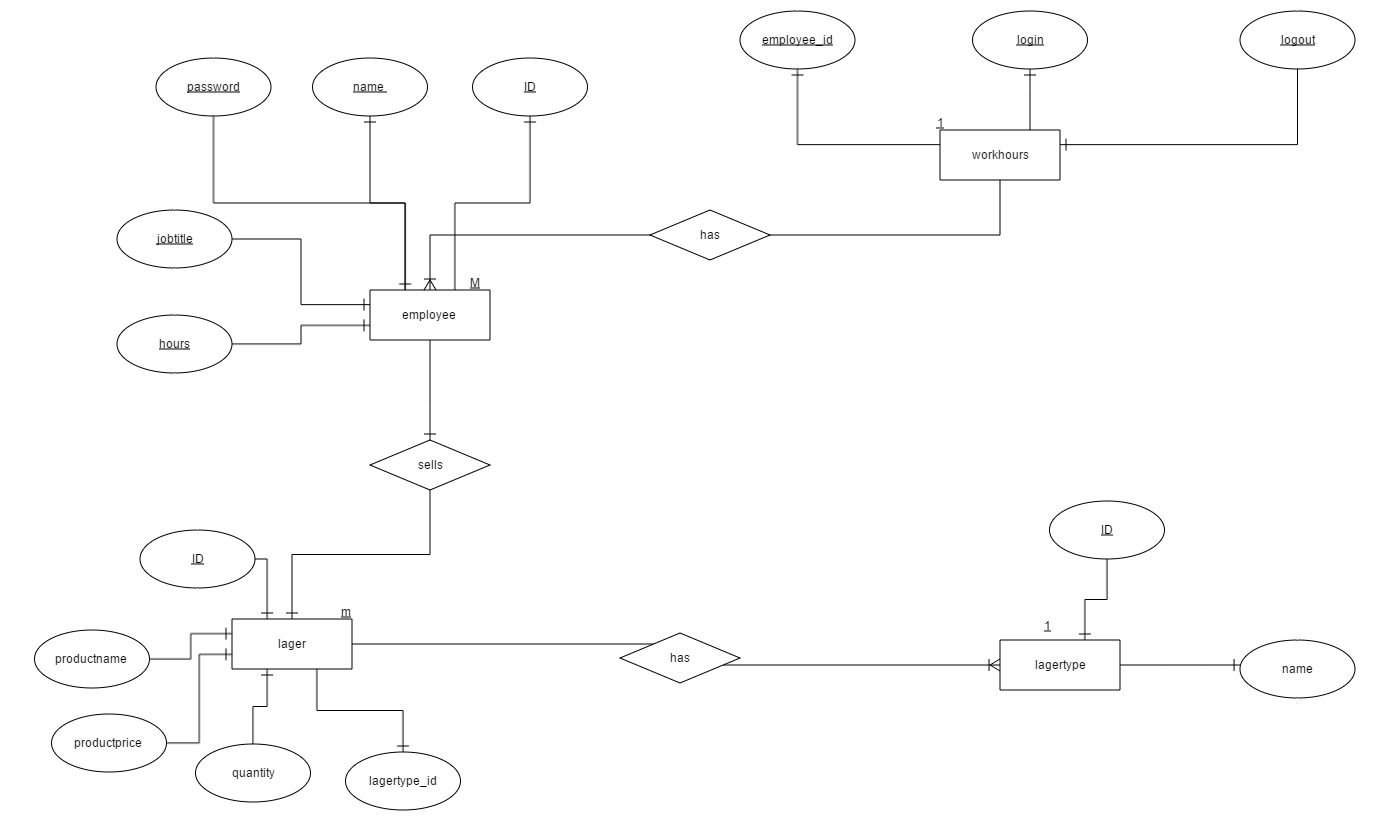 employee_id
login
logout
password
name
ID
1
workhours
jobtitle
has
M
employee
hours
sells
ID
m
lager
productname
productprice
quantity
lagertype_id
has
ID
1
lagertype
name